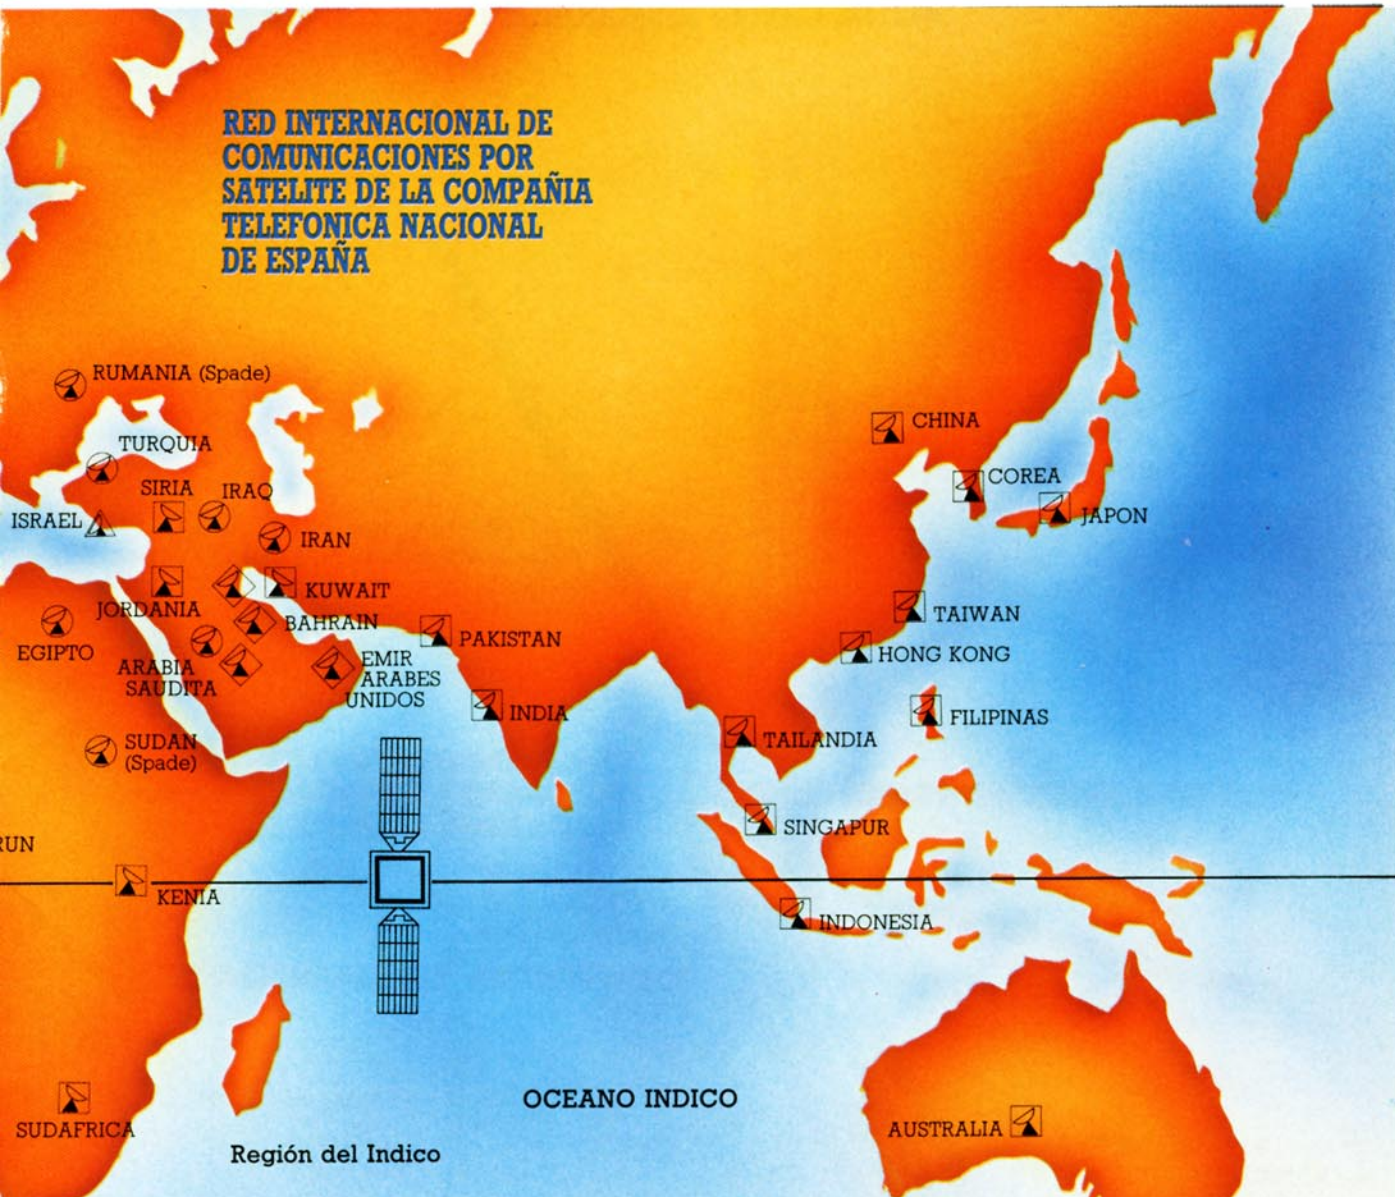 RED INTERNACIONAL DE
COMUNICACIONES POR
SATELITE DE LA COMPAÑIA
TELEFONICA NACIONAL
DE ESPAÑA
RUMANIA (Spade)
TURQUIA
SIRIA
IRAQ
ISRAEL
IRAN
KUWAIT
JORDANIA
BAHRAIN
EGIPTO
ARABIA
SAUDITA
EMIR
ARABES
UNIDOS
PAKISTAN
INDIA
SUDAN
(Spade)
CHINA
COREA
JAPON
TAIWAN
HONG KONG
FILIPINAS
TAILANDIA
SINGAPUR
RUN
KENIA
INDONESIA
OCEANO INDICO
SUDAFRICA
AUSTRALIA
Región del Indico